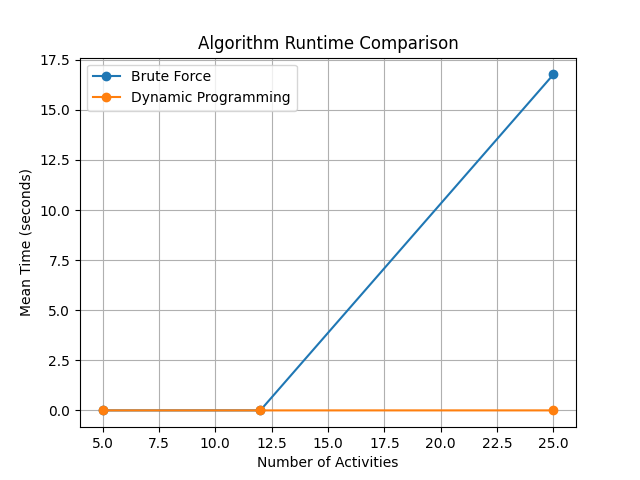 Algorithm Runtime Comparison
Brute Force
Dynamic Programming
Mean Time (seconds)
17.5
15.0
12.5
10.0
7.5
5.0
2.5
0.0
5.0 7.5 10.0 12.5 15.0 17.5 20.0 22.5 25.0
Number of Activities